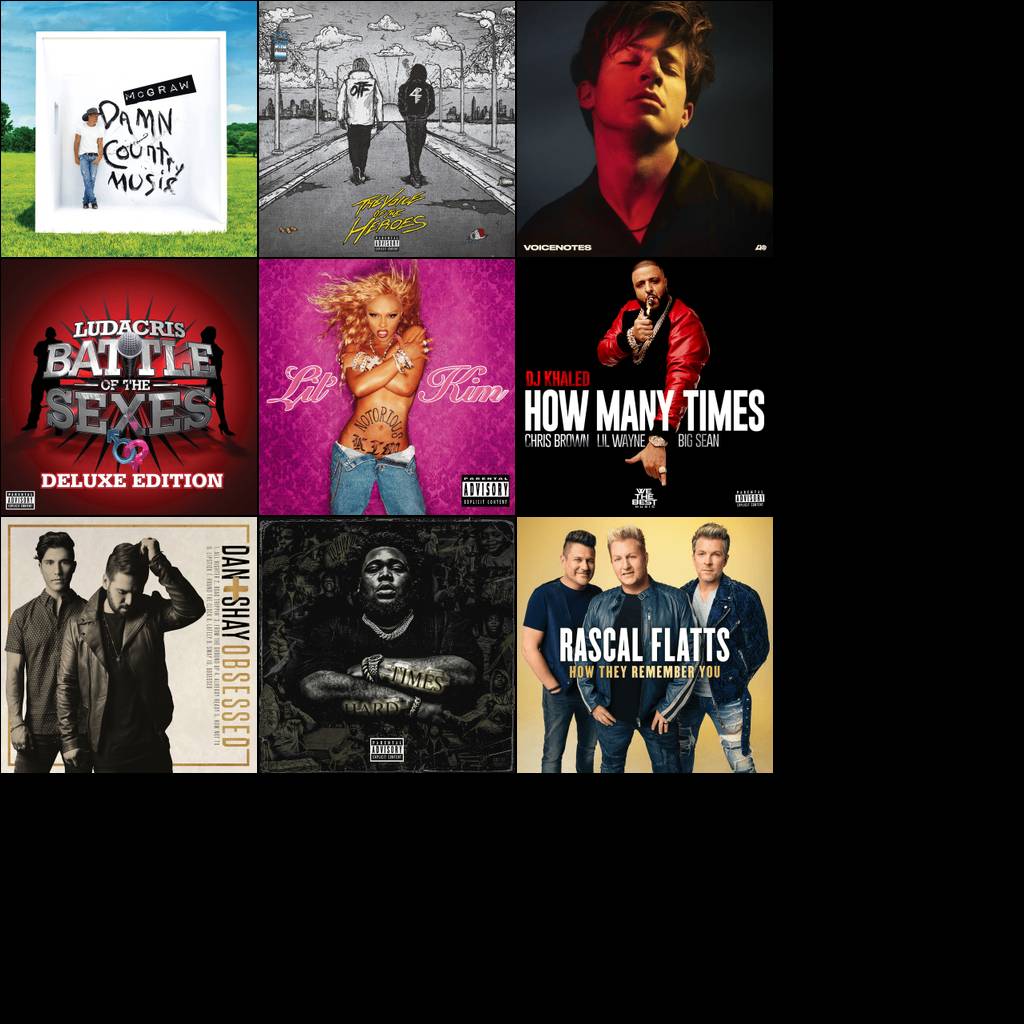 McGRAW
DAMN
Country
MUSIC
OTF
4PF
THE VOICE
OF THE
HEROES
PARENTAL
ADVISORY
EXPLICIT CONTENT
VOICENOTES
LUDACRIS
BATTLE
OF THE
SEXES
DELUXE EDITION
PARENTAL
ADVISORY
EXPLICIT CONTENT
Lil' Kim
NOTORIOUS
K.I.M.
PARENTAL
ADVISORY
EXPLICIT CONTENT
DJ KHALED
HOW MANY TIMES
CHRIS BROWN LIL WAYNE BIG SEAN
WE
THE
BEST
MUSIC
PARENTAL
ADVISORY
EXPLICIT CONTENT
DAN+SHAY
OBSESSED
TIMES
HARD
PARENTAL
ADVISORY
EXPLICIT CONTENT
RASCAL FLATTS
HOW THEY REMEMBER YOU